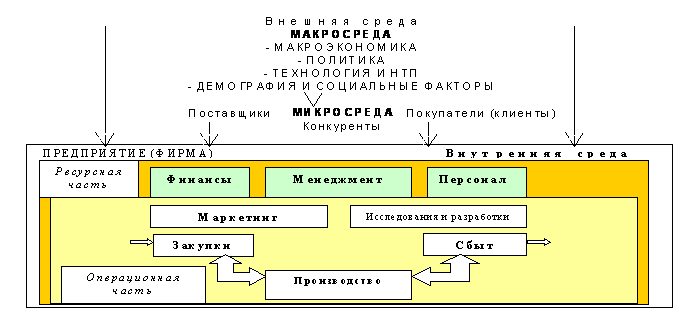 Внешняя среда
МАКРОСРЕДА
- МАКРОЭКОНОМИКА
- ПОЛИТИКА
- ТЕХНОЛОГИЯ И НТП
- ДЕМОГРАФИЯ И СОЦИАЛЬНЫЕ ФАКТОРЫ
Поставщики МИКРОСРЕДА Покупатели (клиенты)
Конкуренты
ПРЕДПРИЯТИЕ (ФИРМА) Внутренняя среда
Ресурсная
часть
Финансы Менеджмент Персонал
Маркетинг Исследования и разработки
Закупки Сбыт
Операционная
часть
Производство